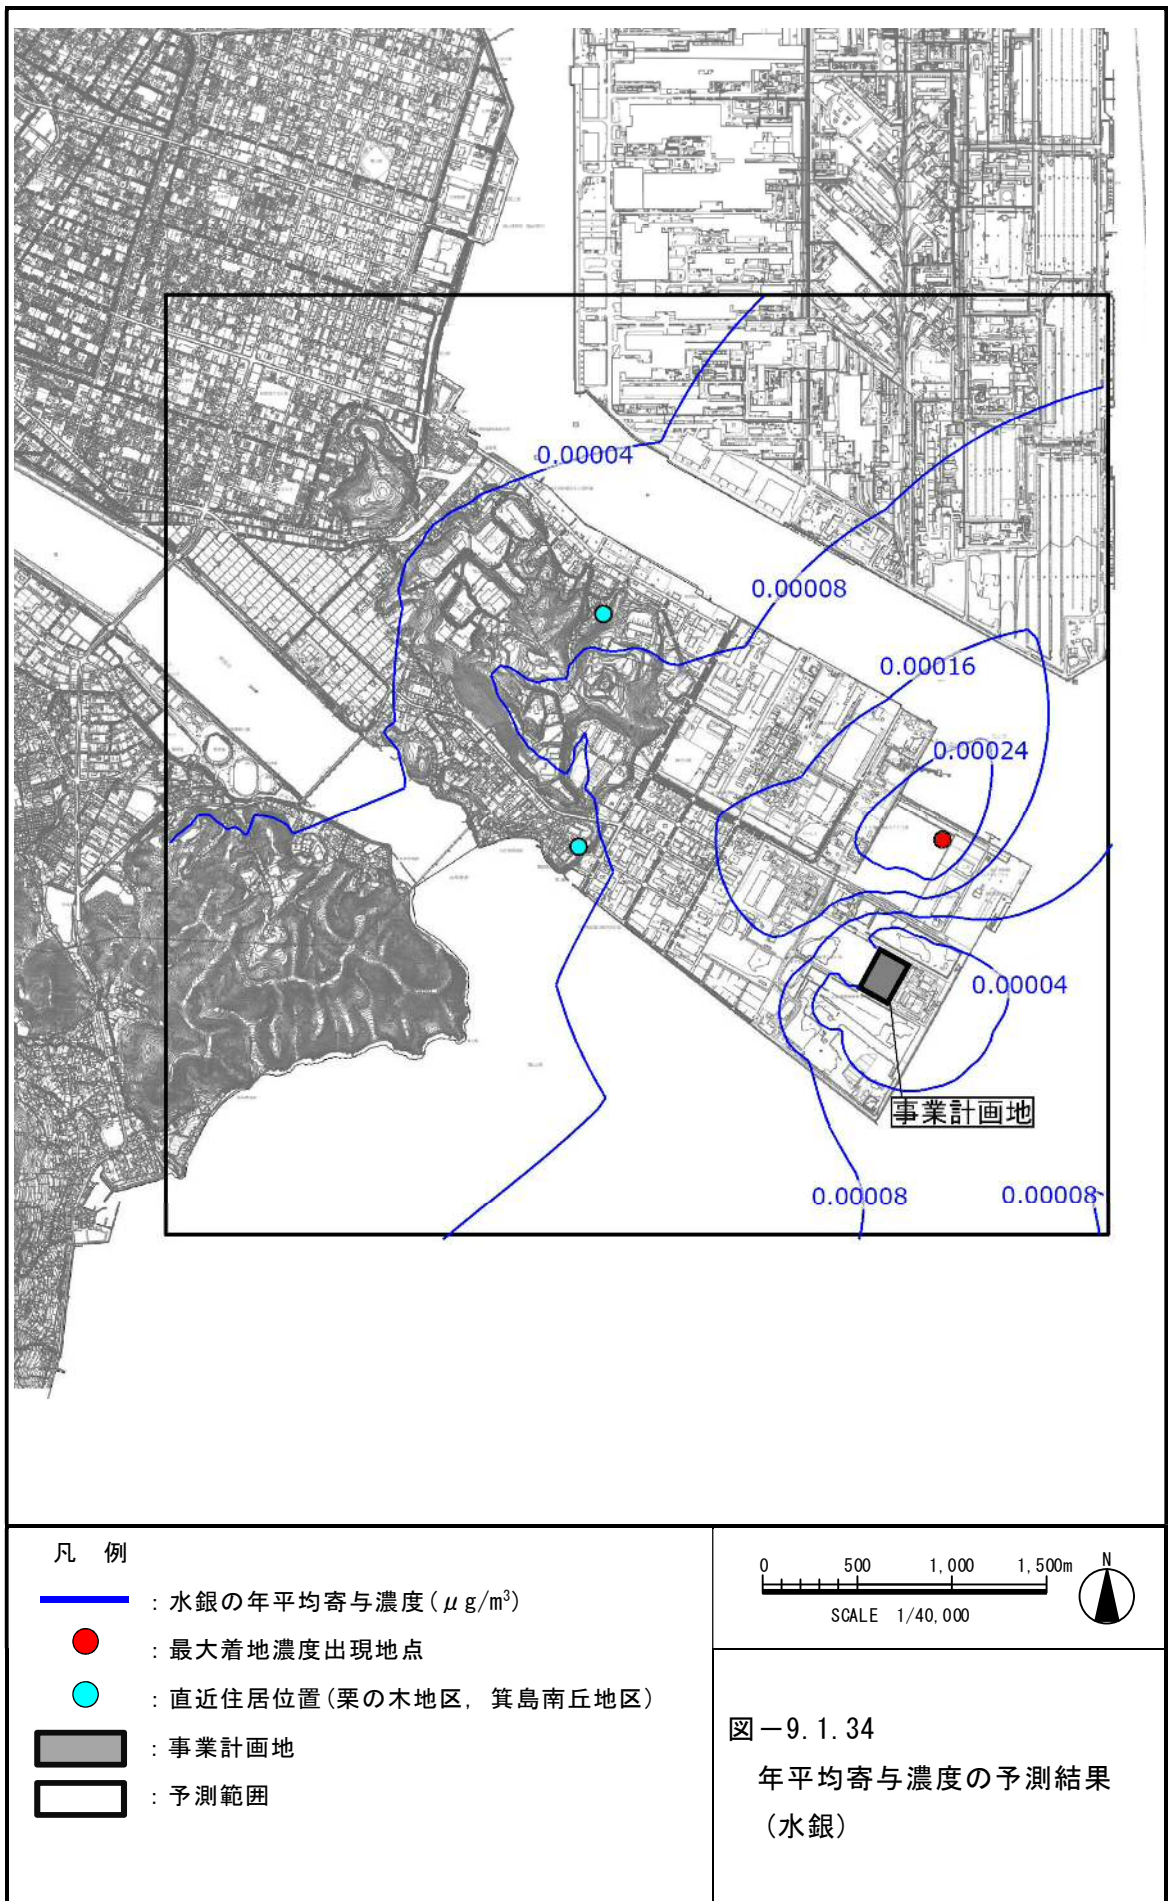 0.00004
0.00008
0.00016
0.00024
0.00004
事業計画地
0.00008
0.00008
凡 例
：水銀の年平均寄与濃度(μg/m³)
：最大着地濃度出現地点
：直近住居位置(栗の木地区，箕島南丘地区)
：事業計画地
：予測範囲
0 500 1,000 1,500m
N
SCALE 1/40,000
図－9.1.34
年平均寄与濃度の予測結果
(水銀)